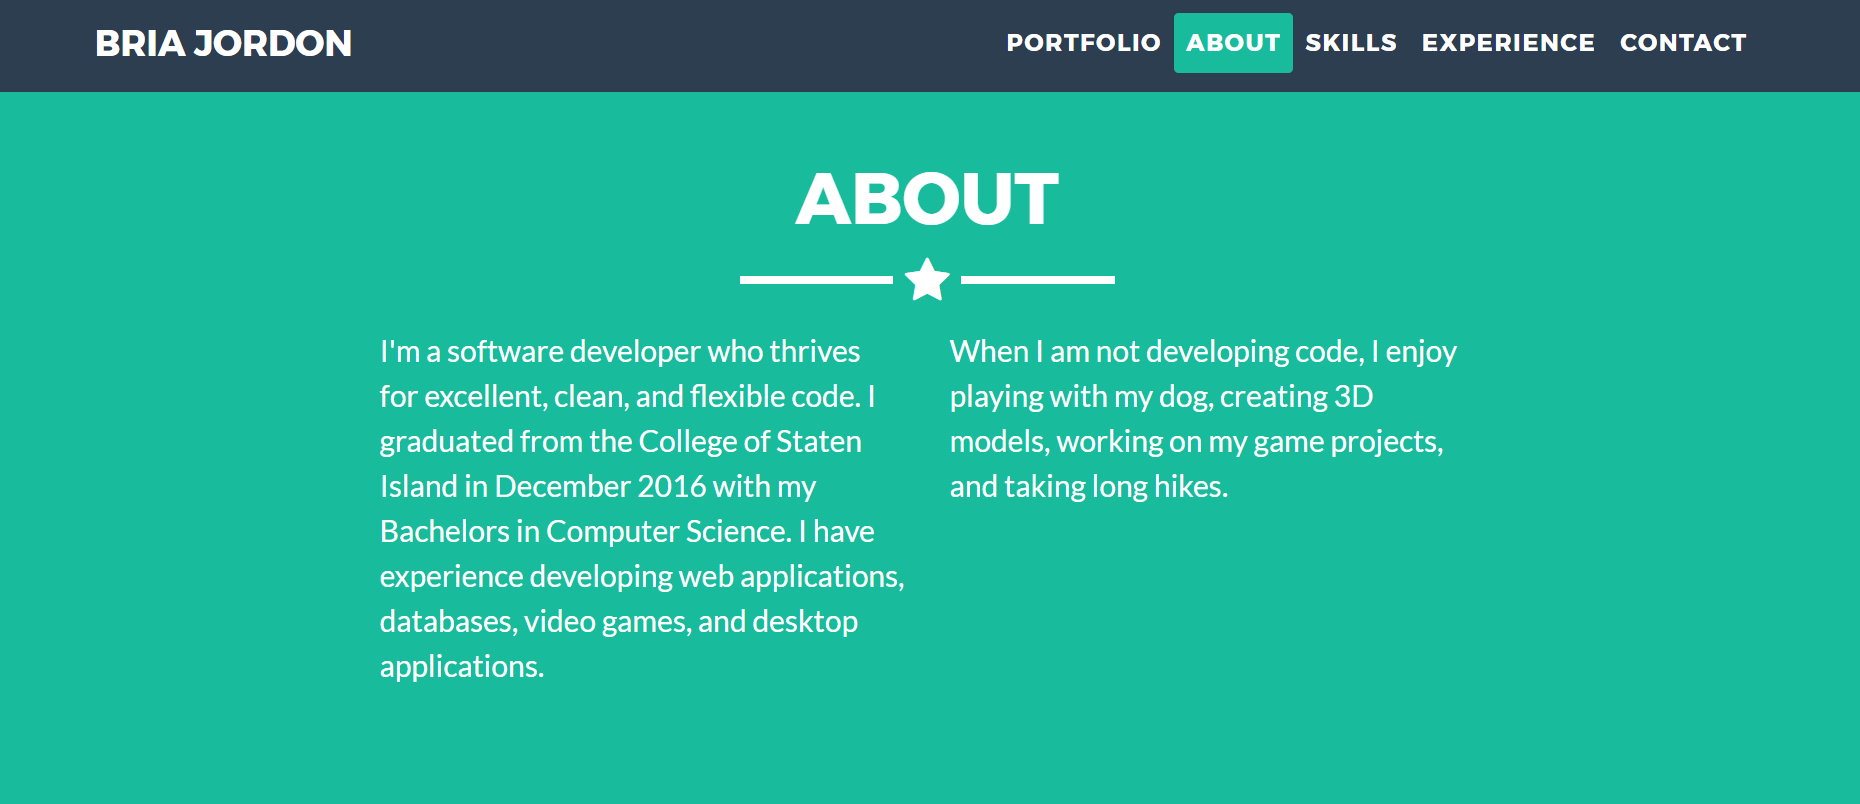 BRIA JORDON
PORTFOLIO ABOUT SKILLS EXPERIENCE CONTACT
ABOUT
I'm a software developer who thrives
for excellent, clean, and flexible code. I
graduated from the College of Staten
Island in December 2016 with my
Bachelors in Computer Science. I have
experience developing web applications,
databases, video games, and desktop
applications.
When I am not developing code, I enjoy
playing with my dog, creating 3D
models, working on my game projects,
and taking long hikes.